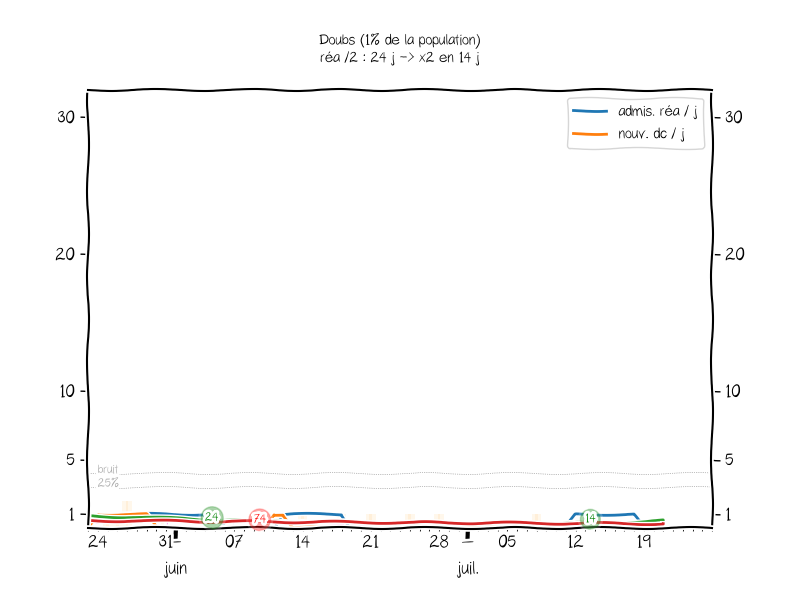 Doubs (1% de la population)
réa /2 : 24 j -> x2 en 14 j
admis. réa / j
nouv. dc / j
30 30
20 20
10 10
5 5
bruit
25%
1 1
24 74 14
24 31 07 14 21 28 05 12 19
juin juil.